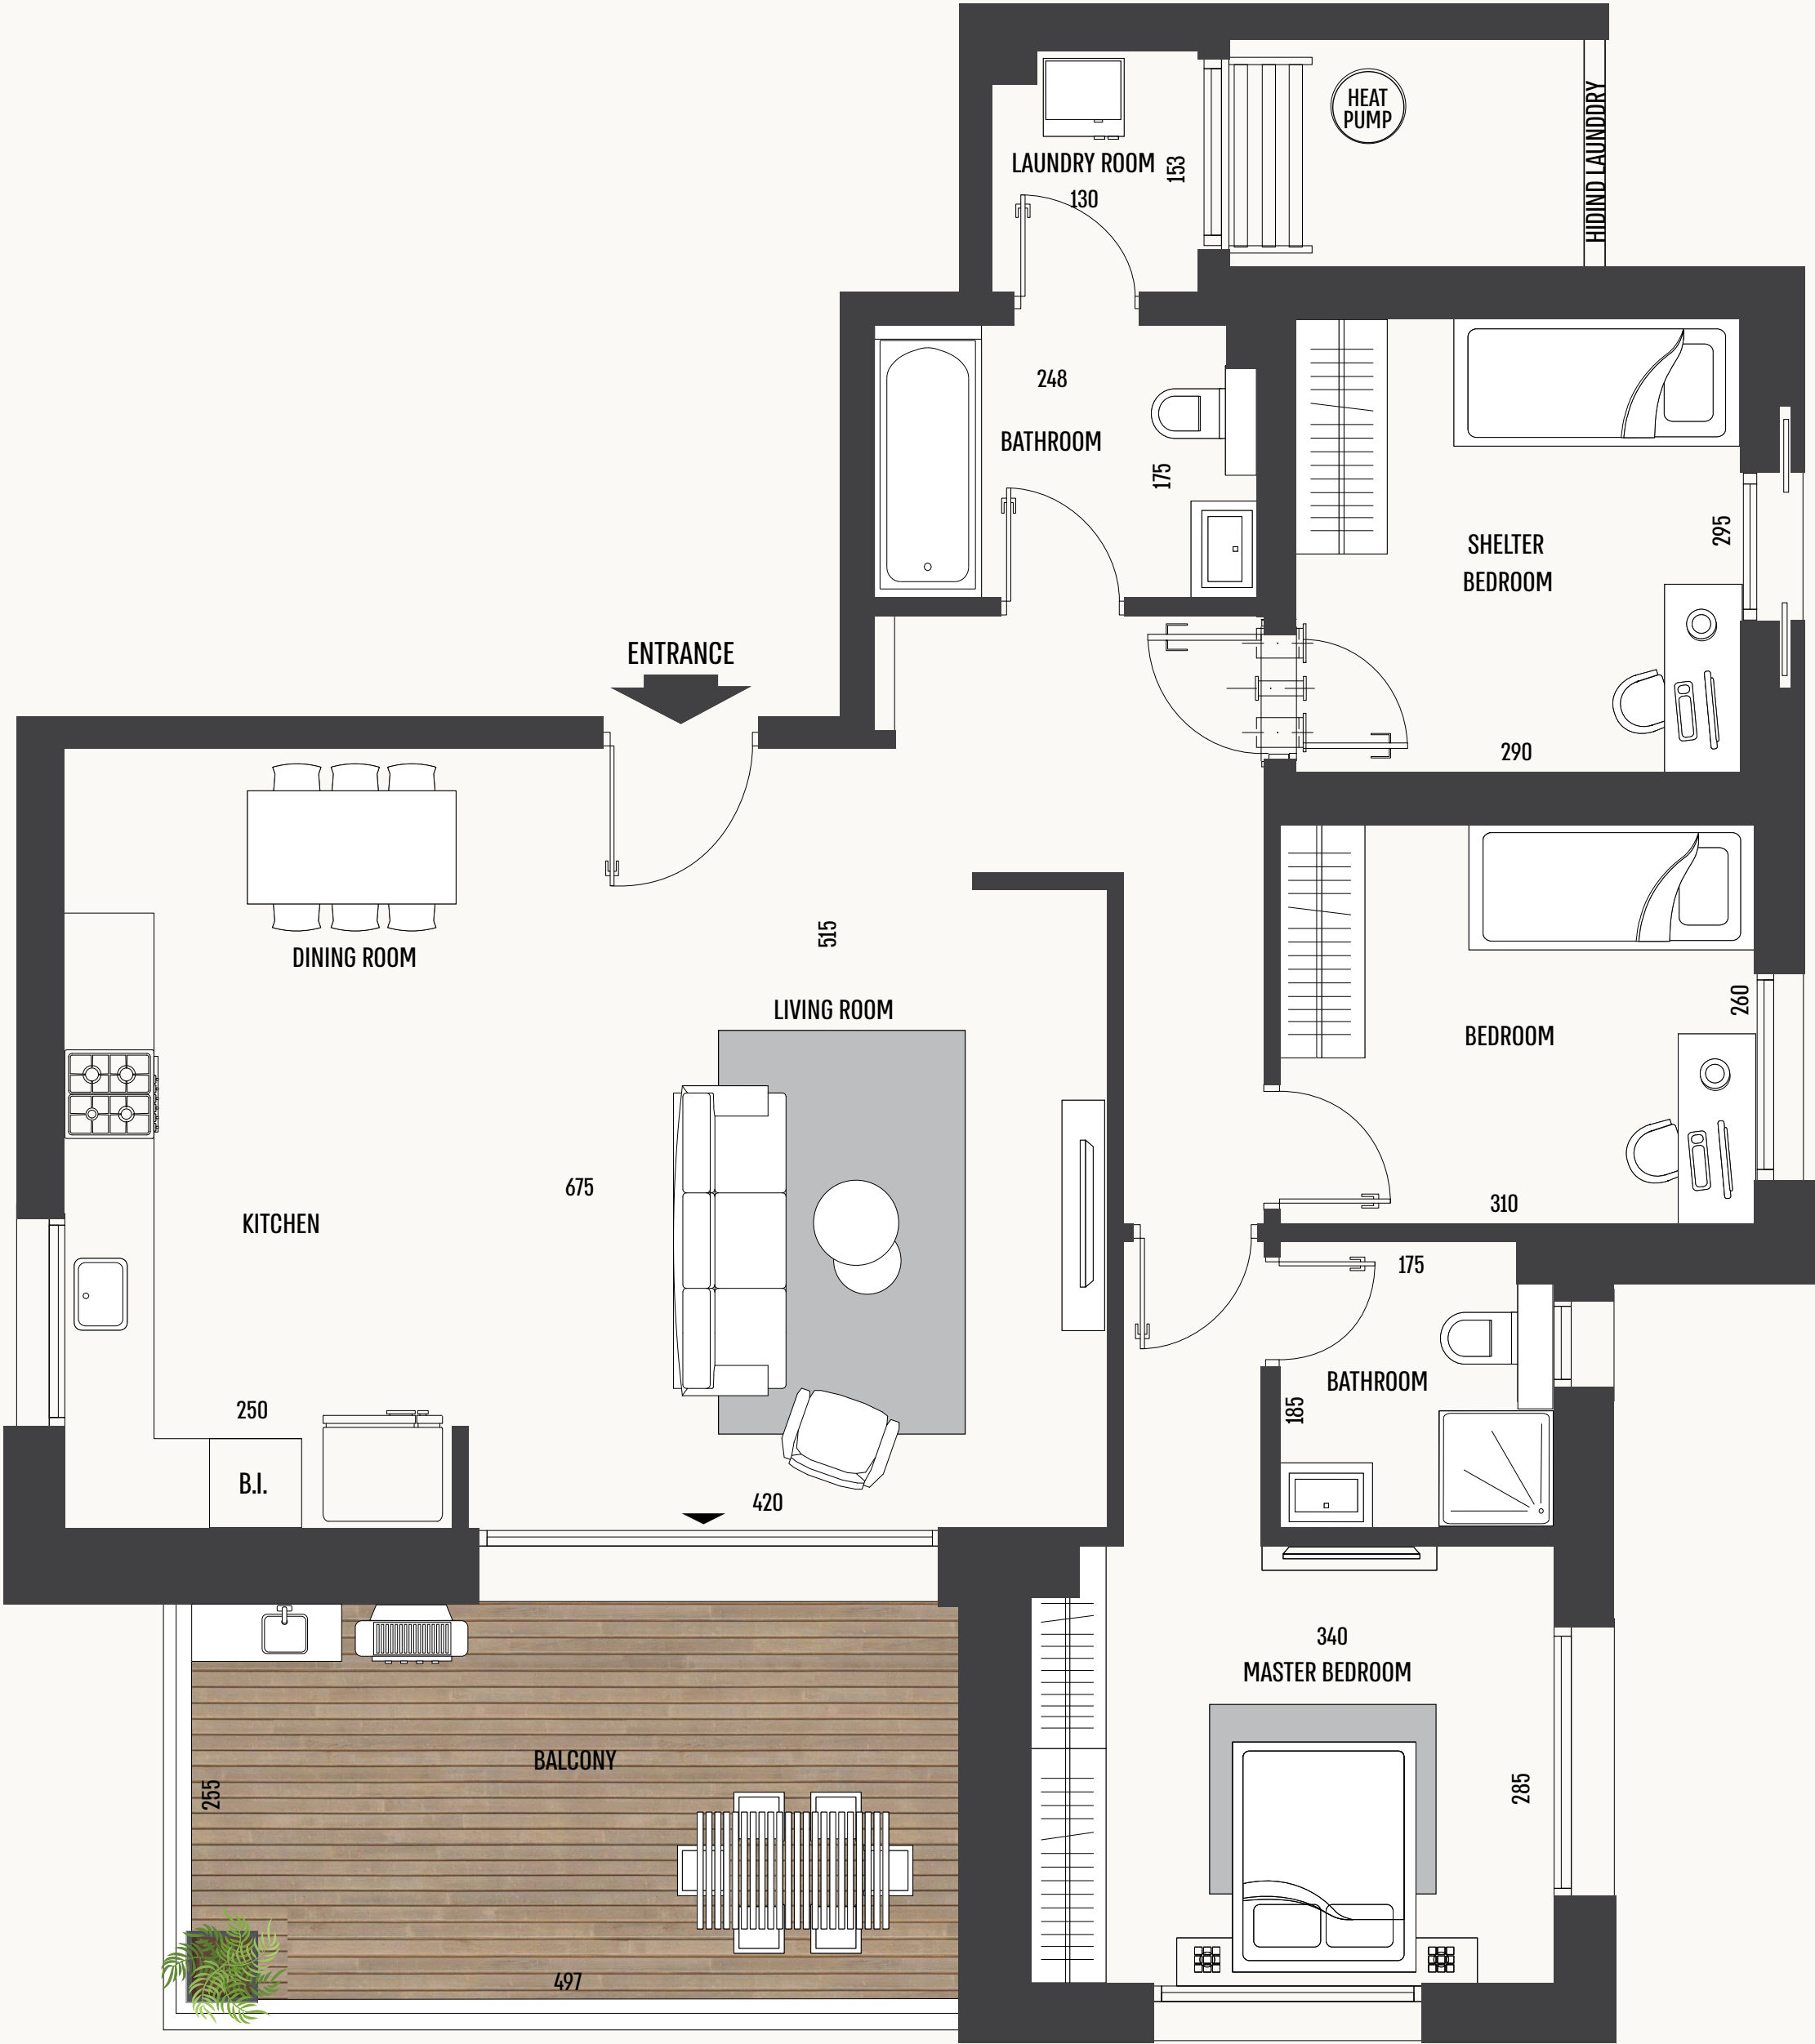 HEAT
PUMP
HIDIND LAUNDDRY
LAUNDRY ROOM
153
130
248
BATHROOM
175
SHELTER
BEDROOM
295
290
ENTRANCE
DINING ROOM
515
LIVING ROOM
260
BEDROOM
310
675
KITCHEN
175
BATHROOM
185
250
B.I.
420
340
MASTER BEDROOM
285
BALCONY
255
497